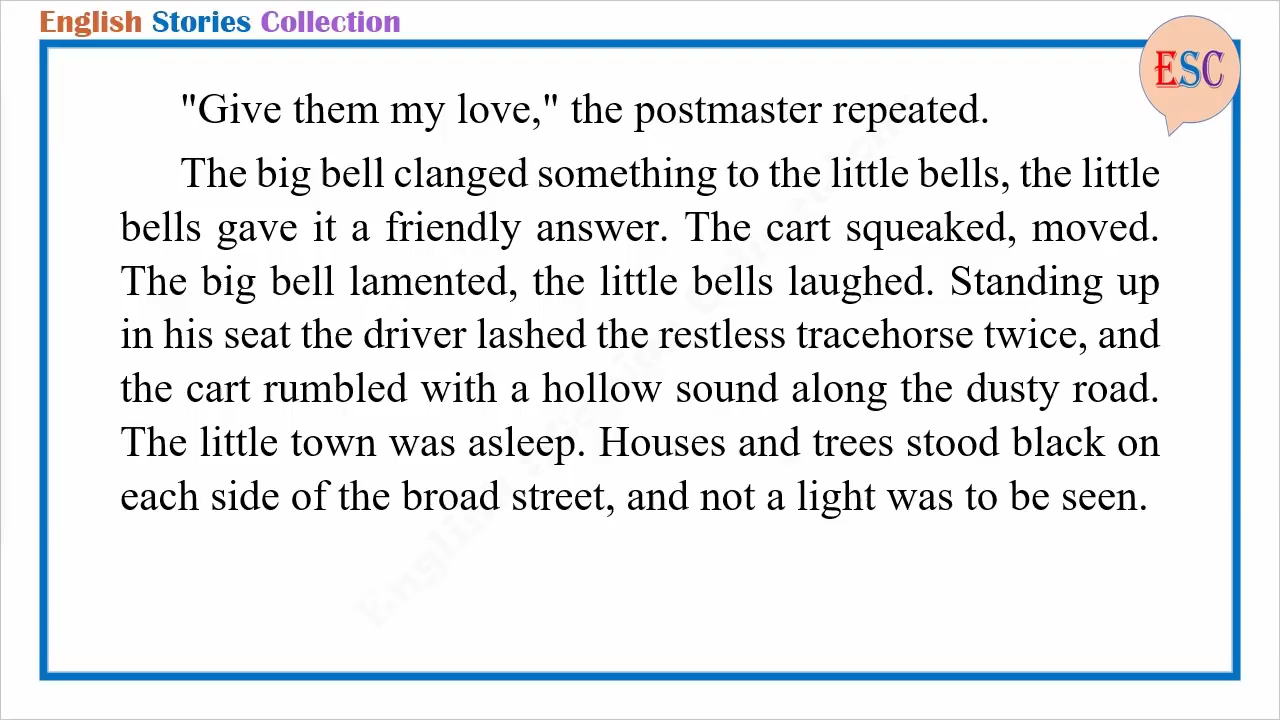 English Stories Collection
ESC
"Give them my love," the postmaster repeated.
The big bell clanged something to the little bells, the little
bells gave it a friendly answer. The cart squeaked, moved.
The big bell lamented, the little bells laughed. Standing up
in his seat the driver lashed the restless tracehorse twice, and
the cart rumbled with a hollow sound along the dusty road.
The little town was asleep. Houses and trees stood black on
each side of the broad street, and not a light was to be seen.
English